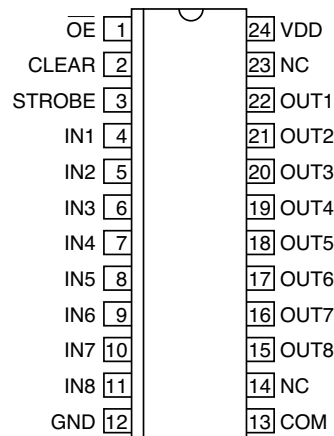 O̅E̅ 1 24 VDD
CLEAR 2 23 NC
STROBE 3 22 OUT1
IN1 4 21 OUT2
IN2 5 20 OUT3
IN3 6 19 OUT4
IN4 7 18 OUT5
IN5 8 17 OUT6
IN6 9 16 OUT7
IN7 10 15 OUT8
IN8 11 14 NC
GND 12 13 COM